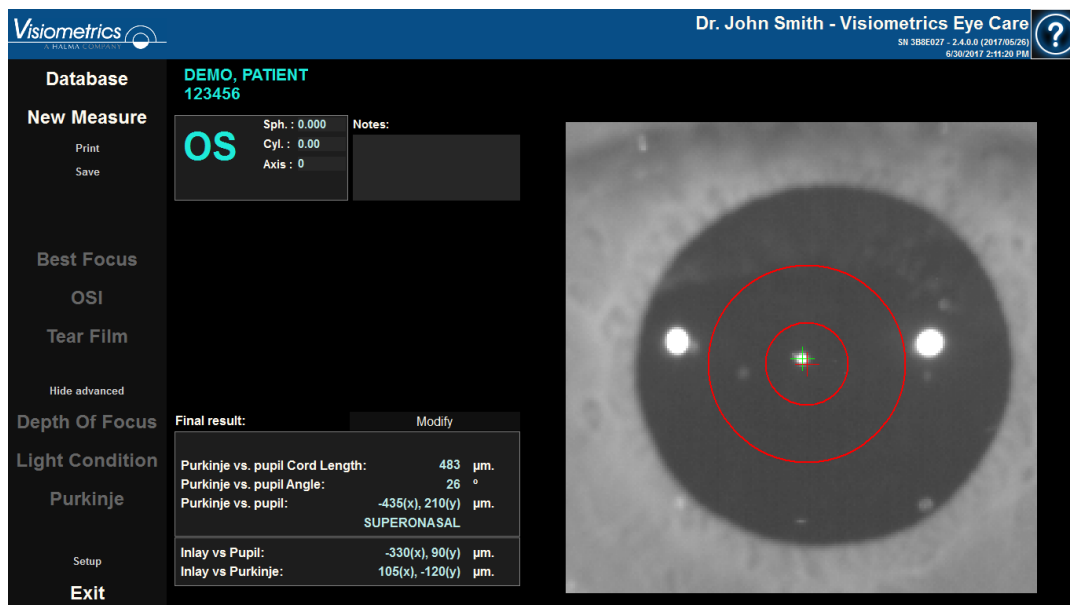 Visiometrics
A HALMA COMPANY
Dr. John Smith - Visiometrics Eye Care
SN 3B8E027 - 2.4.0.0 (2017/05/26)
6/30/2017 2:11:20 PM
?
Database
New Measure
Print
Save
Best Focus
OSI
Tear Film
Hide advanced
Depth Of Focus
Light Condition
Purkinje
Setup
Exit
DEMO, PATIENT
123456
OS
Sph. : 0.000
Cyl. : 0.00
Axis : 0
Notes:
Final result: Modify
Purkinje vs. pupil Cord Length: 483 µm.
Purkinje vs. pupil Angle: 26 º
Purkinje vs. pupil: -435(x), 210(y) µm.
SUPERONASAL
Inlay vs Pupil: -330(x), 90(y) µm.
Inlay vs Purkinje: 105(x), -120(y) µm.